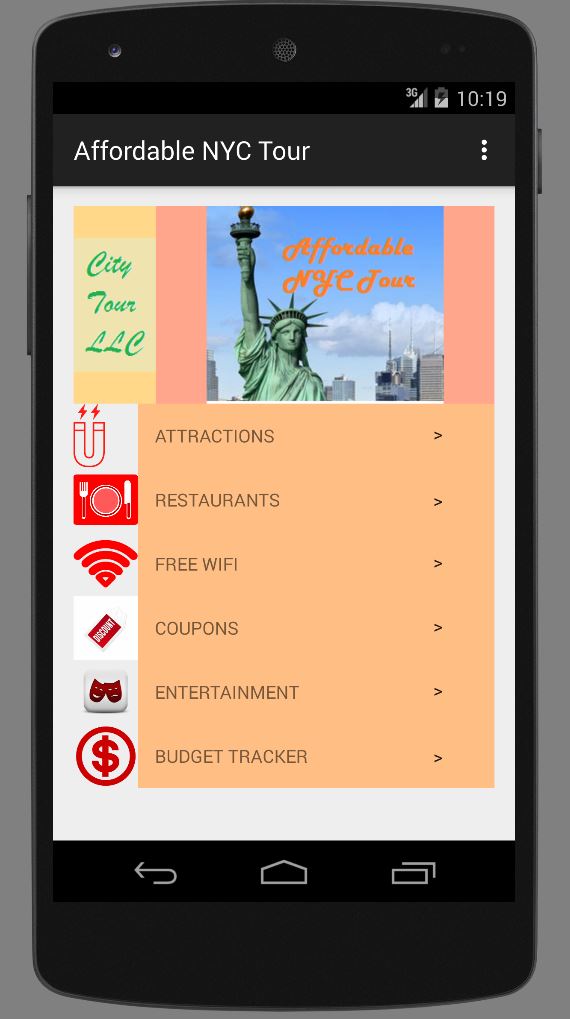 3G 10:19
Affordable NYC Tour
City
Tour
LLC
Affordable
NYC Tour
ATTRACTIONS >
RESTAURANTS >
FREE WIFI >
DISCOUNT
COUPONS >
ENTERTAINMENT >
$
BUDGET TRACKER >